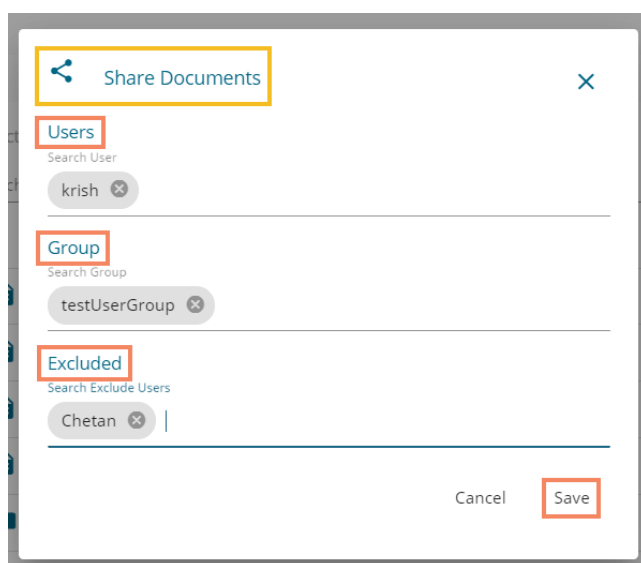 Share Documents
Users
Search User
krish
Group
Search Group
testUserGroup
Excluded
Search Exclude Users
Chetan
Cancel Save